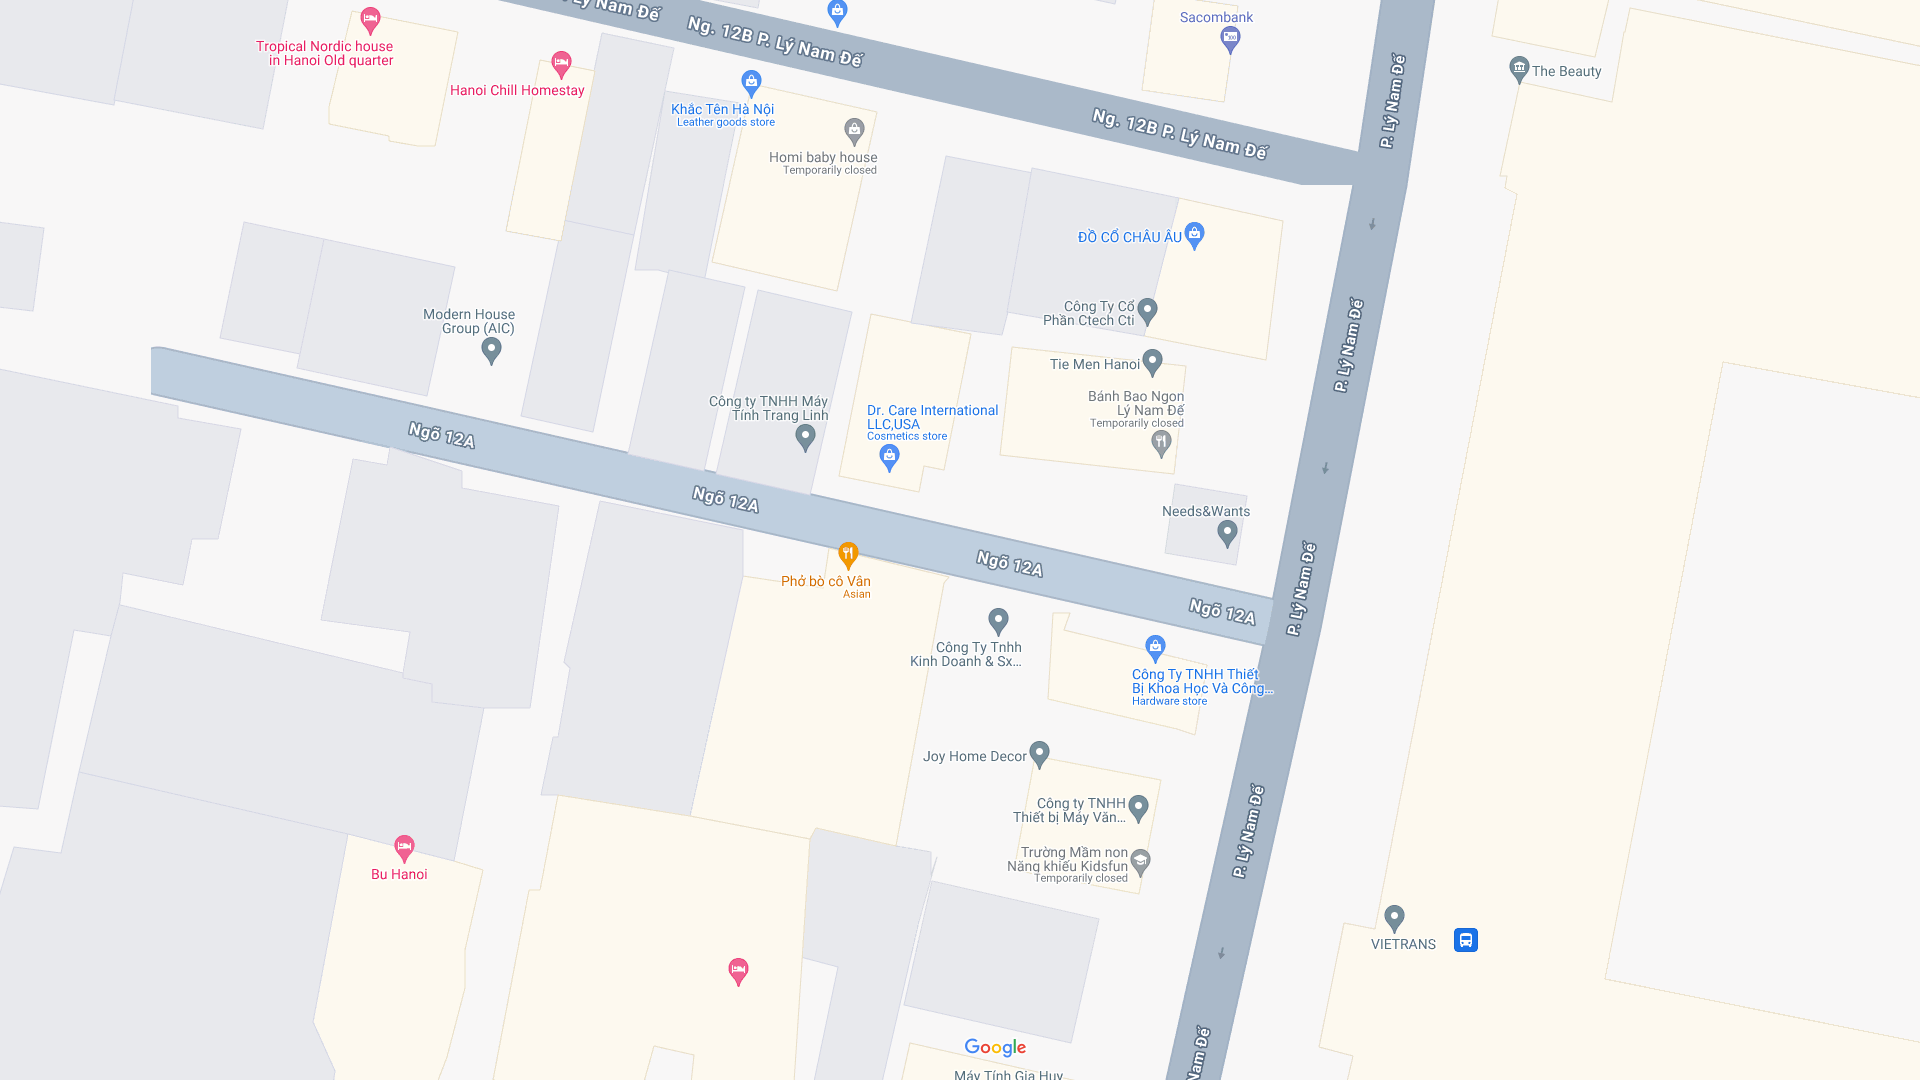 Lý Nam Đế
Ng. 12B P. Lý Nam Đế
Sacombank
P. Lý Nam Đế
Tropical Nordic house
in Hanoi Old quarter
Hanoi Chill Homestay
The Beauty
Khắc Tên Hà Nội
Leather goods store
Homi baby house
Temporarily closed
Ng. 12B P. Lý Nam Đế
ĐỒ CỔ CHÂU ÂU
Công Ty Cổ
Phần Ctech Cti
Modern House
Group (AIC)
P. Lý Nam Đế
Tie Men Hanoi
Bánh Bao Ngon
Lý Nam Đế
Temporarily closed
Công ty TNHH Máy
Tính Trang Linh
Dr. Care International
LLC,USA
Cosmetics store
Ngõ 12A
Ngõ 12A
Needs&Wants
Ngõ 12A
Phở bò cô Vân
Asian
P. Lý Nam Đế
Ngõ 12A
Công Ty Tnhh
Kinh Doanh & Sx...
Công Ty TNHH Thiết
Bị Khoa Học Và Công...
Hardware store
Joy Home Decor
Công ty TNHH
Thiết bị Máy Văn...
P. Lý Nam Đế
Trường Mầm non
Năng khiếu Kidsfun
Temporarily closed
Bu Hanoi
VIETRANS
Google
Nam Đế
Máy Tính Gia Huy